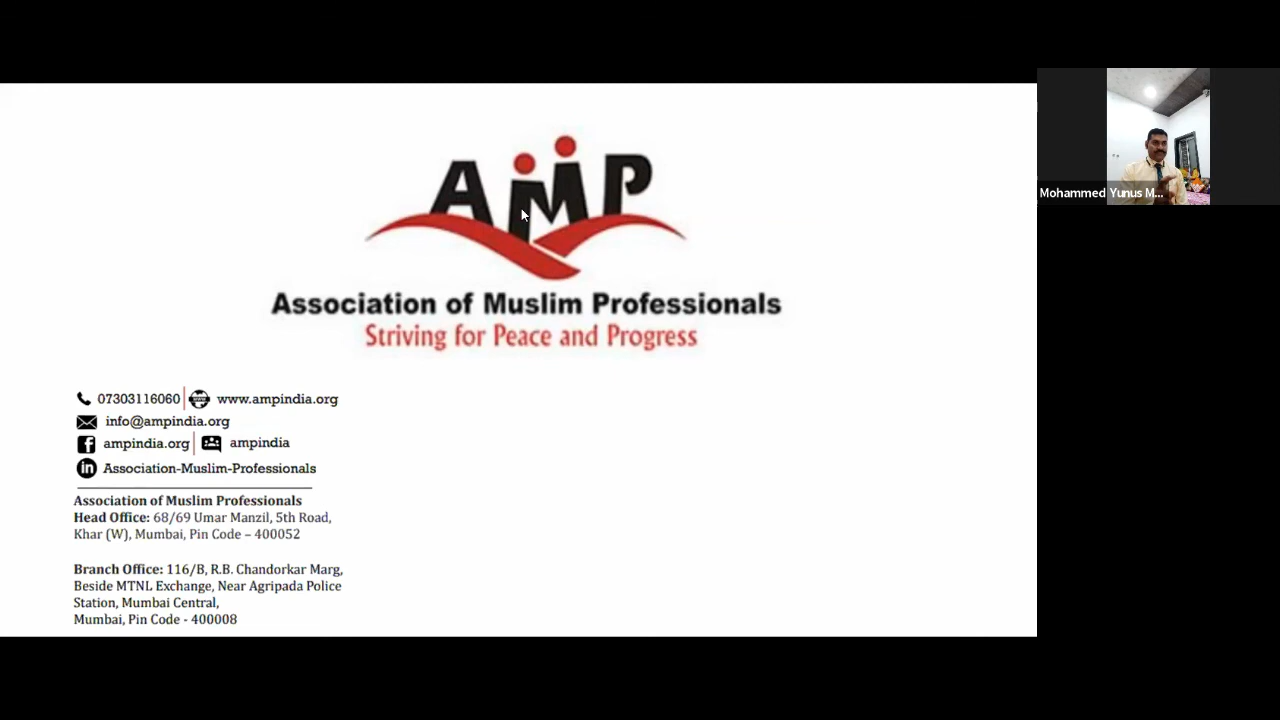 AMP
Association of Muslim Professionals
Striving for Peace and Progress
07303116060 www.ampindia.org
info@ampindia.org
ampindia.org ampindia
Association-Muslim-Professionals
Association of Muslim Professionals
Head Office: 68/69 Umar Manzil, 5th Road,
Khar (W), Mumbai, Pin Code – 400052
Branch Office: 116/B, R.B. Chandorkar Marg,
Beside MTNL Exchange, Near Agripada Police
Station, Mumbai Central,
Mumbai, Pin Code - 400008
Mohammed Yunus M...